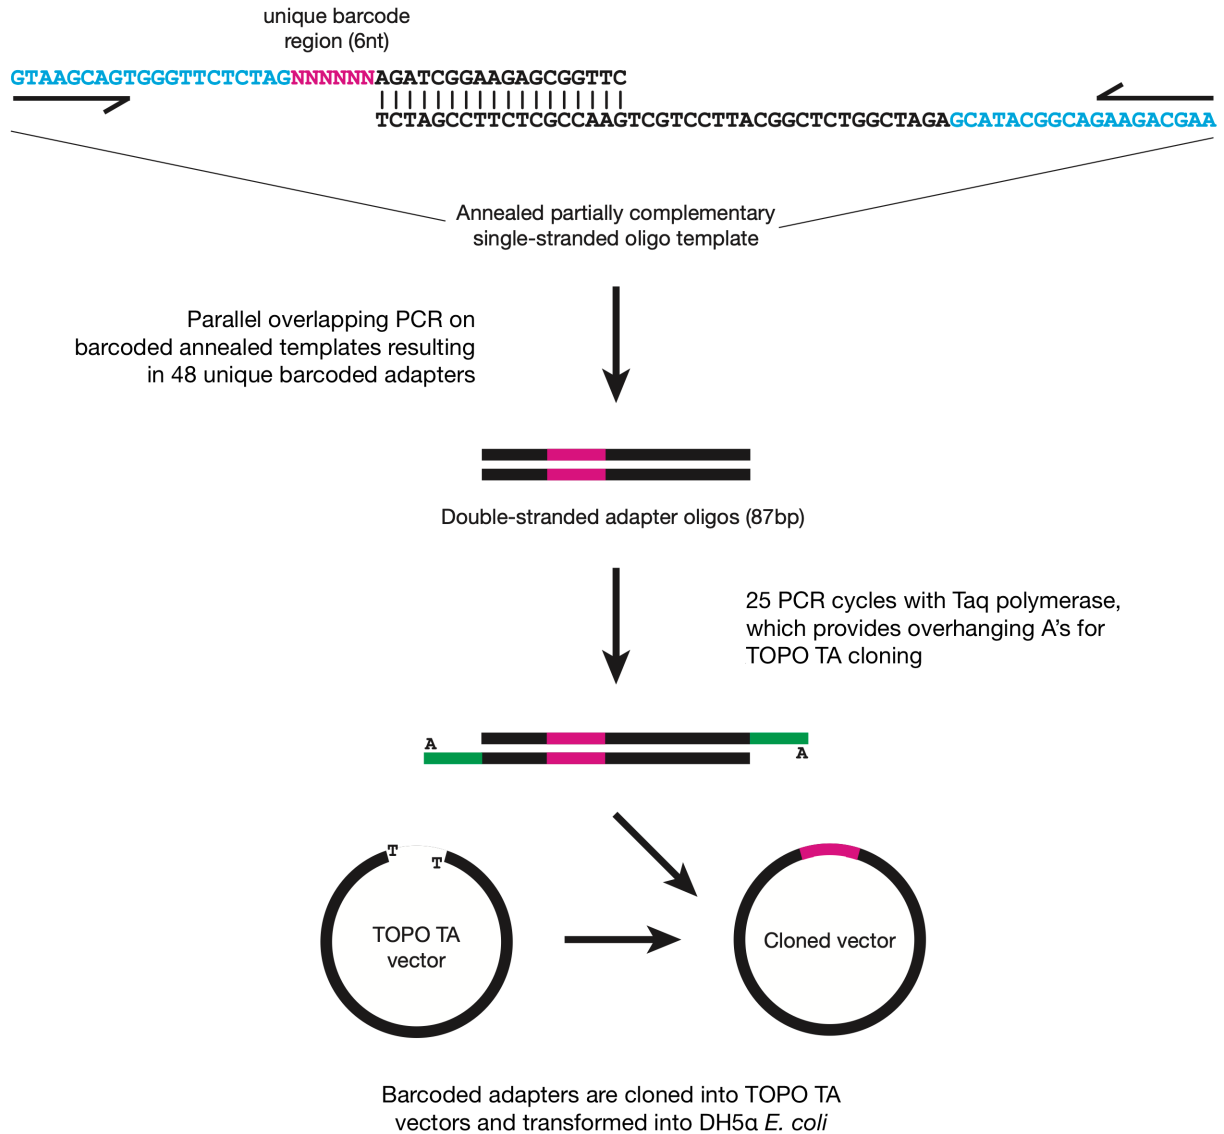 unique barcode
region (6nt)
GTAAGCAGTGGGTTCTCTAGNNNNNNAGATCGGAAGAGCGGTTC
TCTAGCCTTCTCGCCAAGTCGTCCTTACGGCTCTGGCTAGAGCATACGGCAGAAGACGAA
Annealed partially complementary
single-stranded oligo template
Parallel overlapping PCR on
barcoded annealed templates resulting
in 48 unique barcoded adapters
Double-stranded adapter oligos (87bp)
25 PCR cycles with Taq polymerase,
which provides overhanging A's for
TOPO TA cloning
A
A
T
T
TOPO TA
vector
Cloned vector
Barcoded adapters are cloned into TOPO TA
vectors and transformed into DH5α E. coli